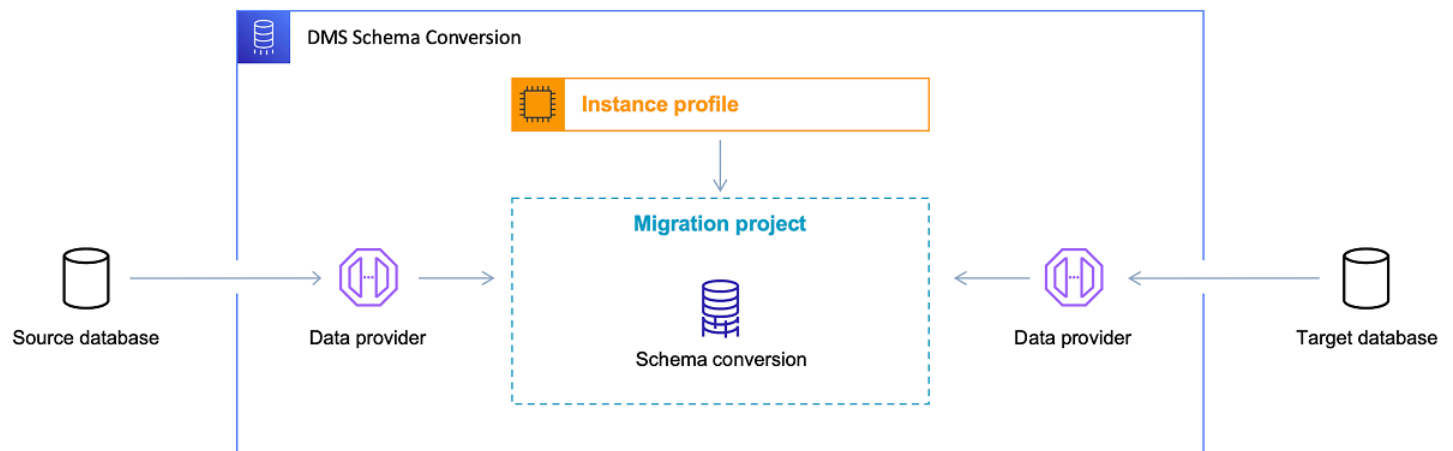 DMS Schema Conversion
Instance profile
Migration project
Source database
Data provider
Schema conversion
Data provider
Target database